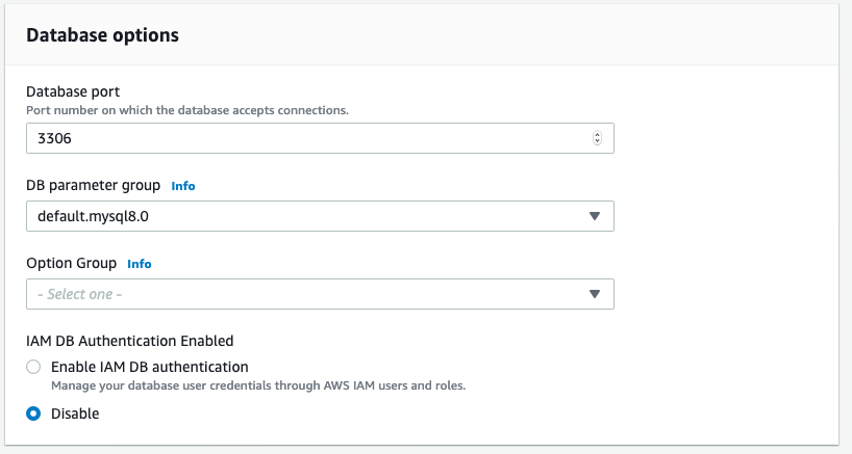 Database options
Database port
Port number on which the database accepts connections.
3306
DB parameter group Info
default.mysql8.0
Option Group Info
- Select one -
IAM DB Authentication Enabled
Enable IAM DB authentication
Manage your database user credentials through AWS IAM users and roles.
Disable